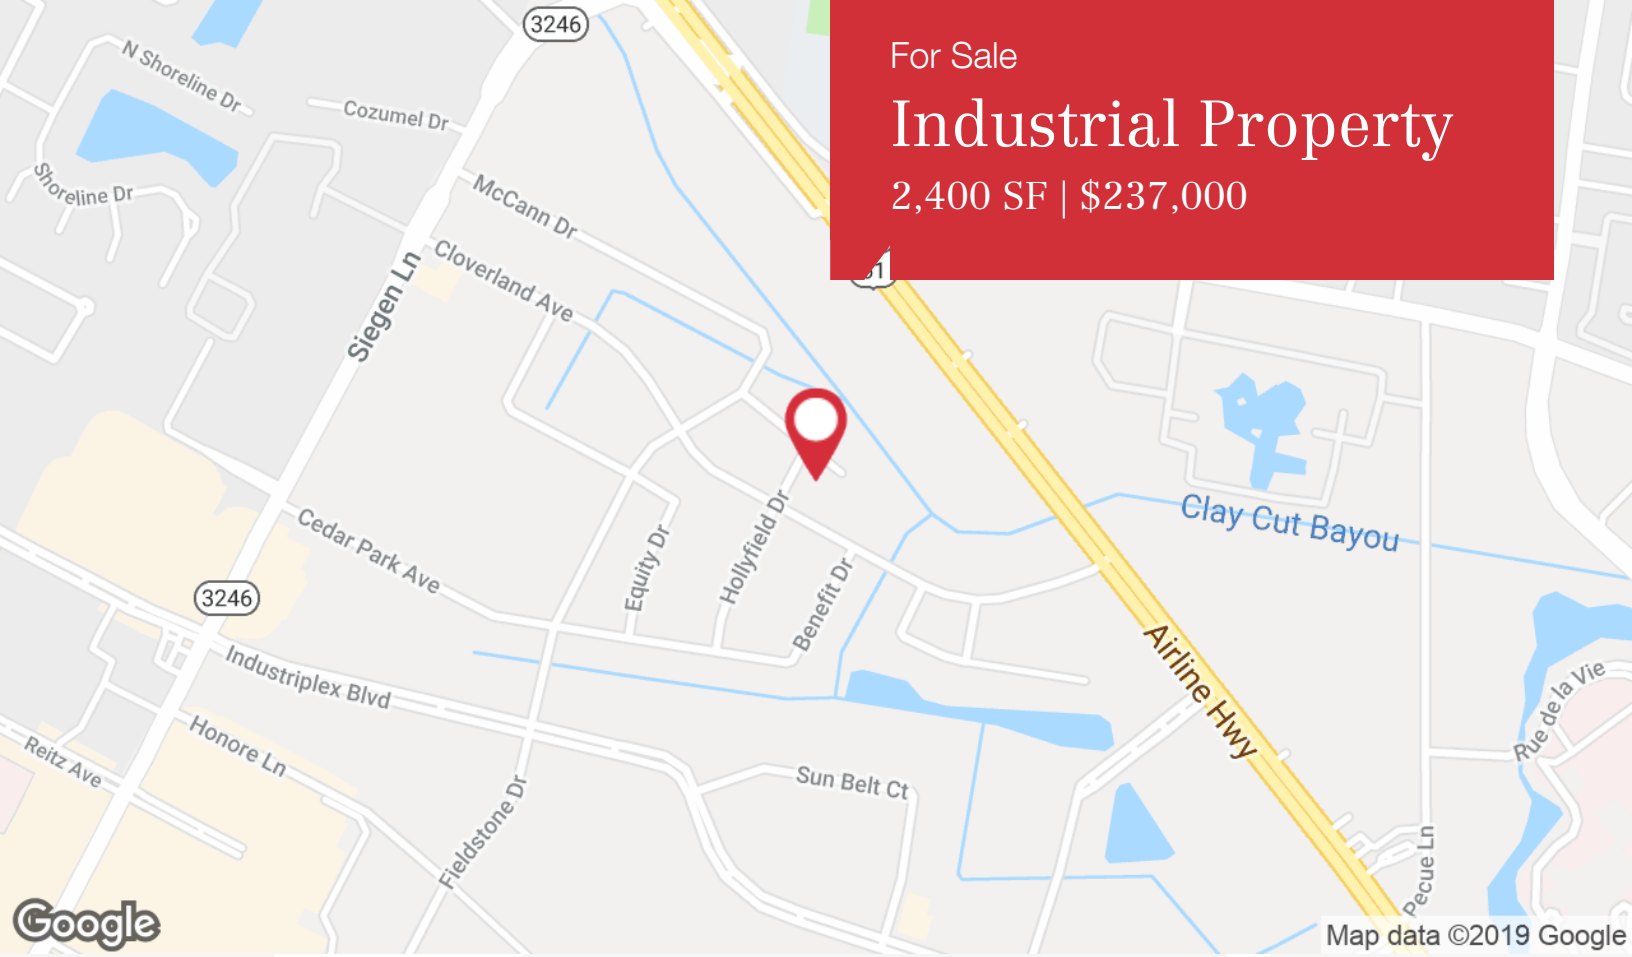 For Sale
Industrial Property
2,400 SF | $237,000
3246
N Shoreline Dr
Cozumel Dr
Shoreline Dr
McCann Dr
Cloverland Ave
Siegen Ln
Clay Cut Bayou
Cedar Park Ave
Equity Dr
Hollyfield Dr
Benefit Dr
3246
Industriplex Blvd
Airline Hwy
Honore Ln
Reitz Ave
Rue de la Vie
Sun Belt Ct
Fieldstone Dr
Pecue Ln
Google
Map data ©2019 Google